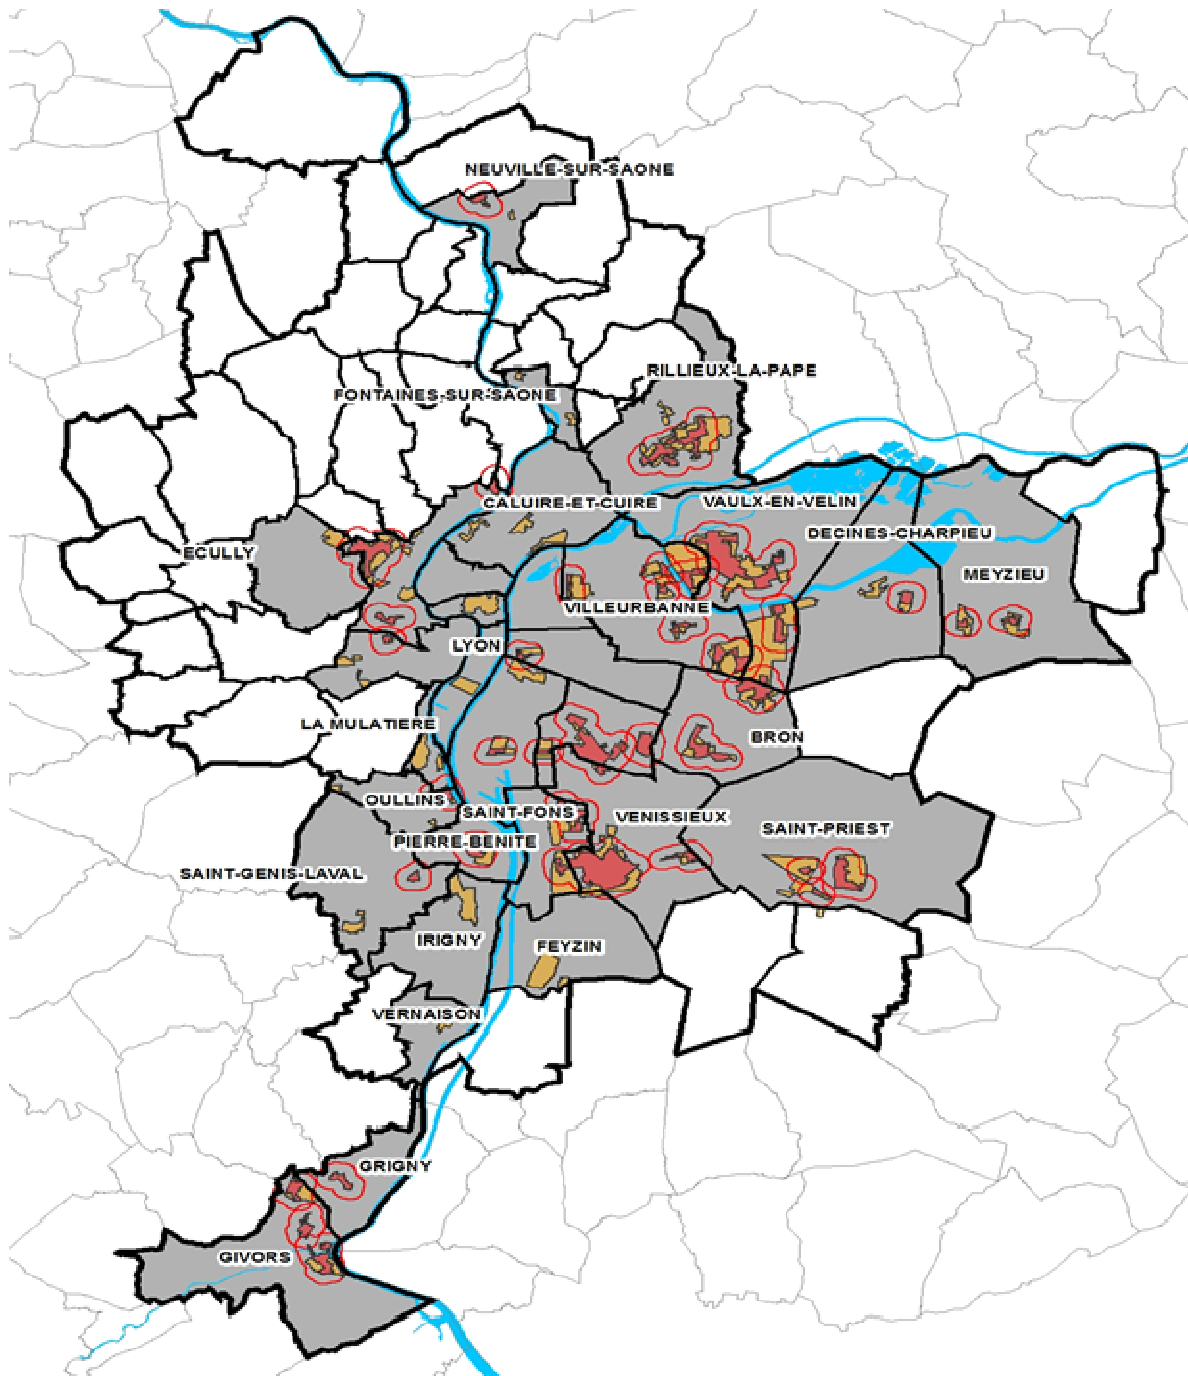 NEUVILLE-SUR-SAONE
RILLIEUX-LA-PAPE
FONTAINES-SUR-SAONE
CALUIRE-ET-CUIRE
VAULX-EN-VELIN
DECINES-CHARPIEU
ECULLY
MEYZIEU
VILLEURBANNE
LYON
LA MULATIERE
BRON
OULLINS
SAINT-FONS
VENISSIEUX
SAINT-PRIEST
PIERRE-BENITE
SAINT-GENIS-LAVAL
IRIGNY
FEYZIN
VERNAISON
GRIGNY
GIVORS